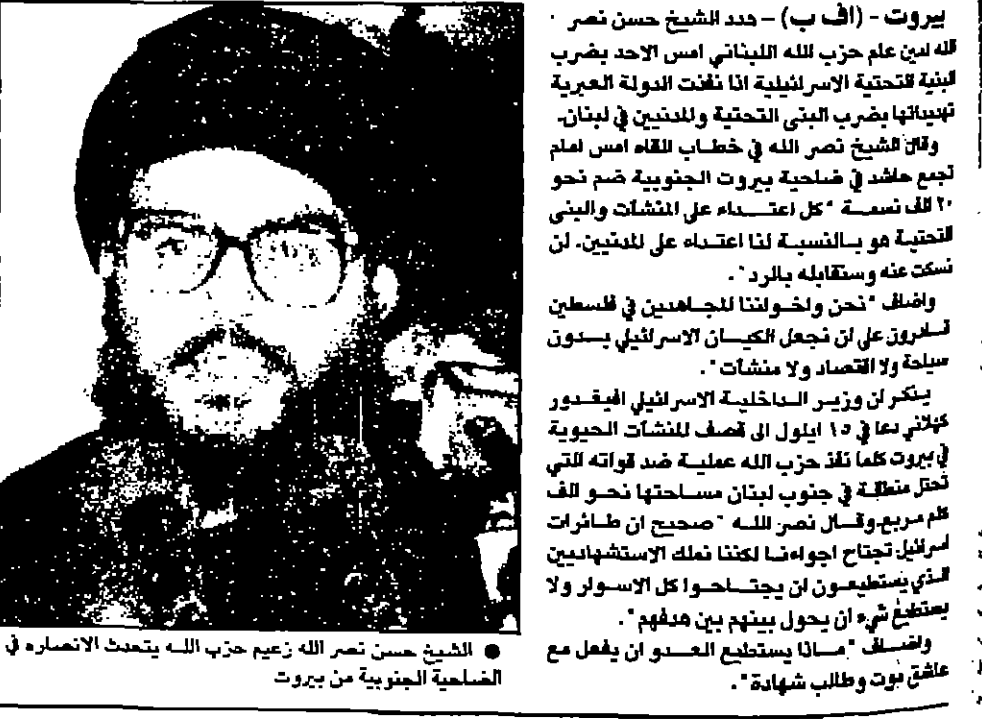 بيروت - (اف ب) - هدد الشيخ حسن نصر
الله امين عام حزب الله اللبناني امس الاحد بضرب
البنية التحتية الاسرائيلية اذا نفذت الدولة العبرية
تهديداتها بضرب البنى التحتية والمدنيين في لبنان.
وقال الشيخ نصر الله في خطاب القاه امس امام
تجمع حاشد في ضاحية بيروت الجنوبية ضم نحو
٢٠ الف نسمة "كل اعتداء على المنشآت والبنى
التحتية هو بالنسبة لنا اعتداء على المدنيين. لن
نسكت عنه وسنقابله بالرد".
واضاف "نحن واخواننا المجاهدين في فلسطين
قادرون على ان نجعل الكيان الاسرائيلي بدون
سياحة ولا اقتصاد ولا منشآت".
يذكر ان وزير الداخلية الاسرائيلي افيغدور
كهلاني دعا في ١٥ ايلول الى قصف المنشآت الحيوية
في بيروت كلما نفذ حزب الله عملية ضد قواته التي
تحتل منطقة في جنوب لبنان مساحتها نحو الف
كلم مربع. وقال نصر الله "صحيح ان طائرات
اسرائيل تجتاح اجواءنا لكننا نملك الاستشهاديين
الذي يستطيعون ان يجتاحوا كل الاسوار ولا
يستطيع شيء ان يحول بينهم بين هدفهم".
واضاف "ماذا يستطيع العدو ان يفعل مع
عاشق موت وطالب شهادة".
● الشيخ حسن نصر الله زعيم حزب الله يتحدث الانصاره في
الضاحية الجنوبية من بيروت